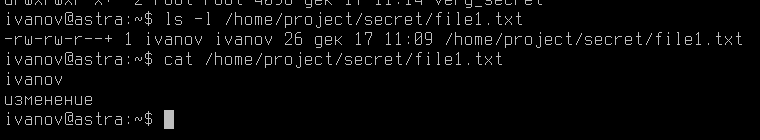 drwxrwxr-x+ 2 root root 4096 дек 17 11:14 verg_secret
ivanov@astra:~$ ls -l /home/project/secret/file1.txt
-rw-rw-r--+ 1 ivanov ivanov 26 дек 17 11:09 /home/project/secret/file1.txt
ivanov@astra:~$ cat /home/project/secret/file1.txt
ivanov
изменение
ivanov@astra:~$